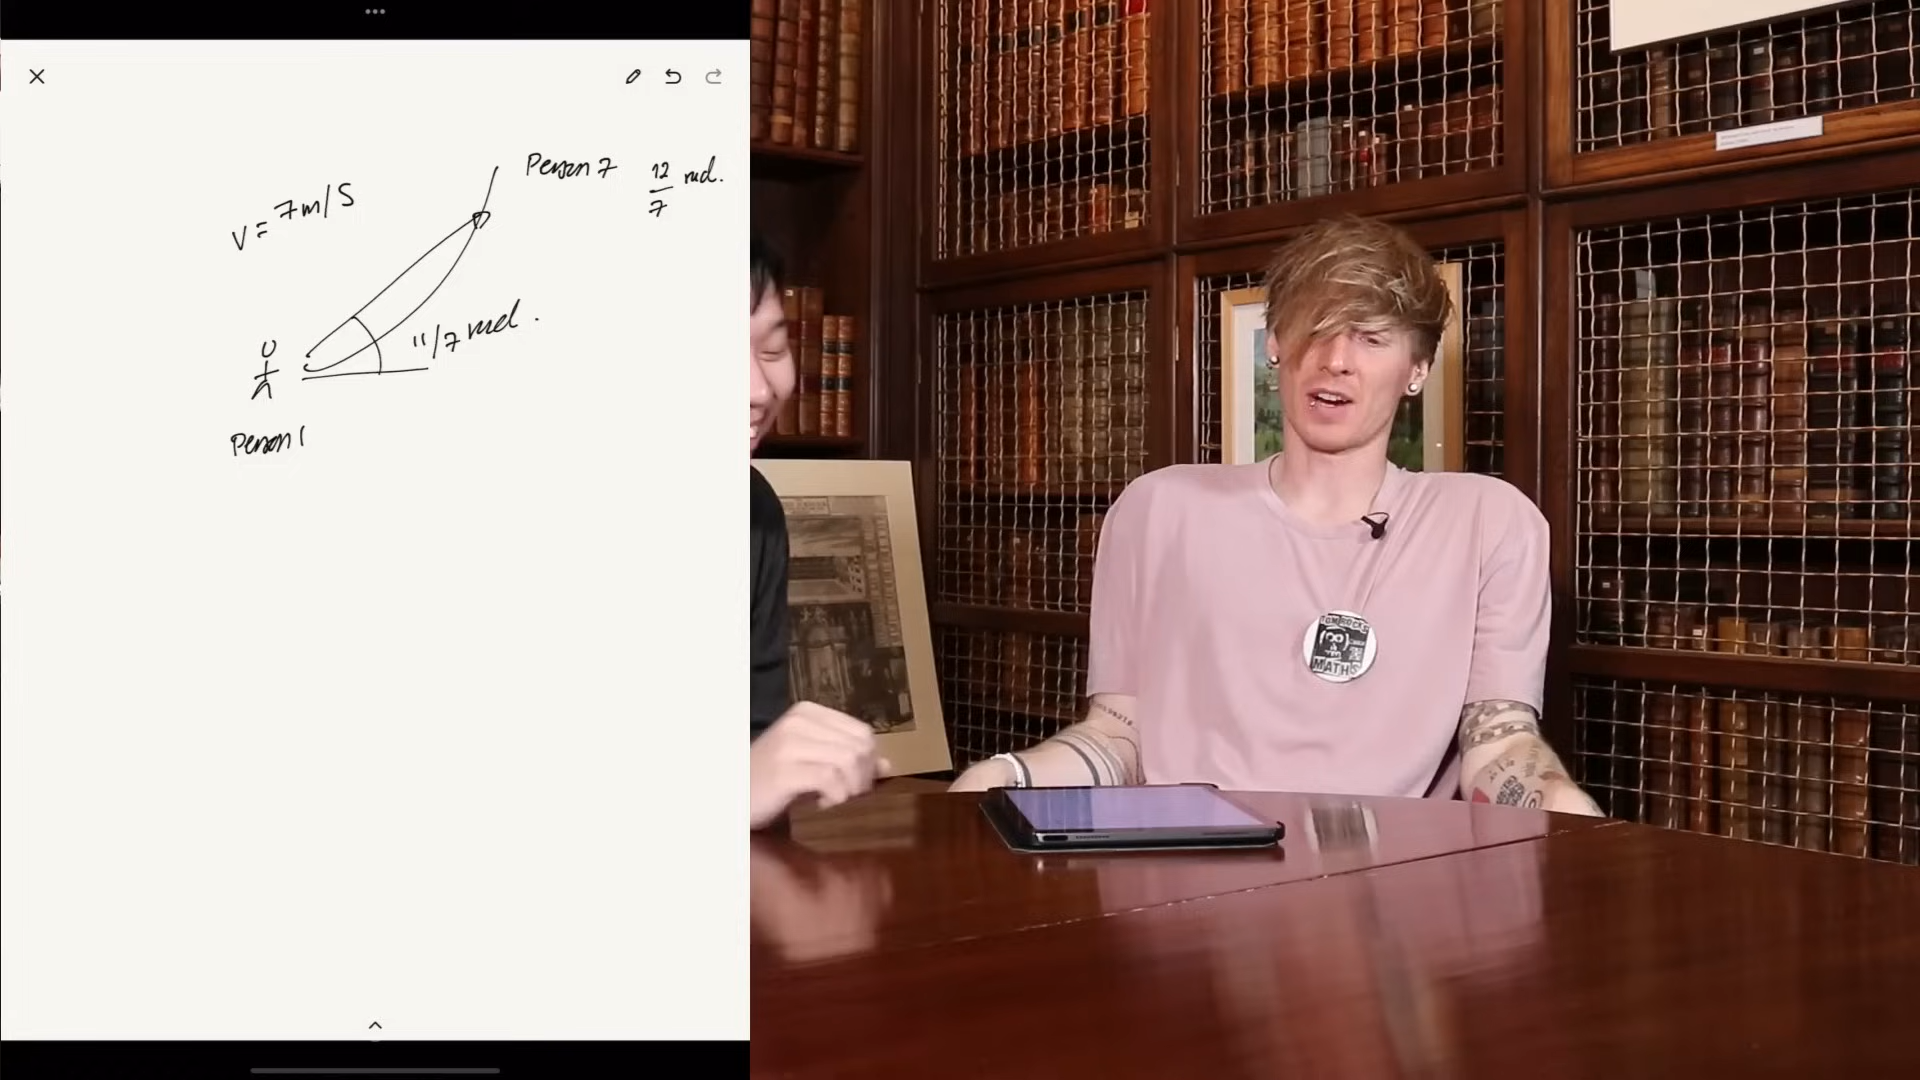 Person 7 12/7 rad.
V = 7m/s
11/7 rad.
Person 1
TOM ROCKS
MATHS